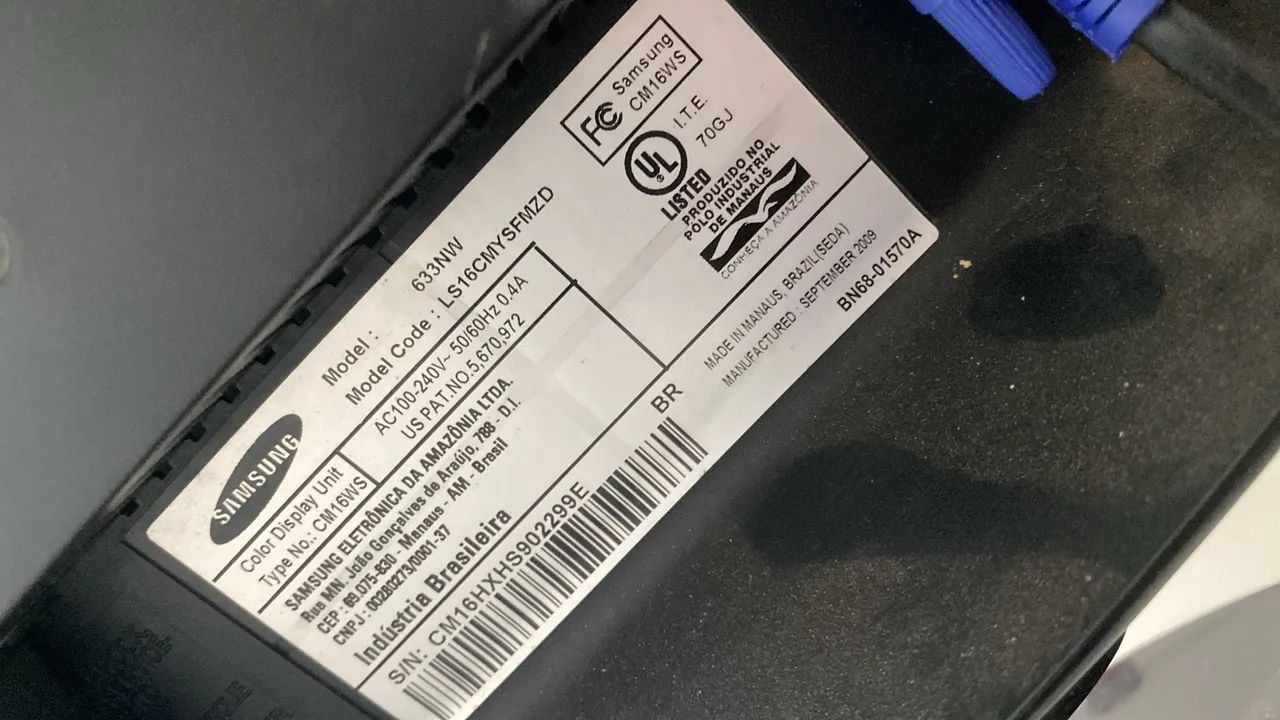 SAMSUNG
Model : 633NW
Model Code : LS16CMYSFMZD
Color Display Unit
Type No.: CM16WS
AC100-240V~ 50/60Hz 0.4A
US PAT.NO.5,670,972
SAMSUNG ELETRÔNICA DA AMAZÔNIA LTDA.
Rua MN. João Gonçalves de Araújo, 788 - D.I.
CEP : 69.075-830 - Manaus - AM - Brasil
CNPJ : 00280273/0001-37
Indústria Brasileira
BR
S/N: CM16HXHS902299E
FC Samsung
CM16WS
UL
®
LISTED
I.T.E.
70GJ
PRODUZIDO NO
PÓLO INDUSTRIAL
DE MANAUS
CONHEÇA A AMAZÔNIA
MADE IN MANAUS, BRAZIL(SEDA)
MANUFACTURED : SEPTEMBER 2009
BN68-01570A